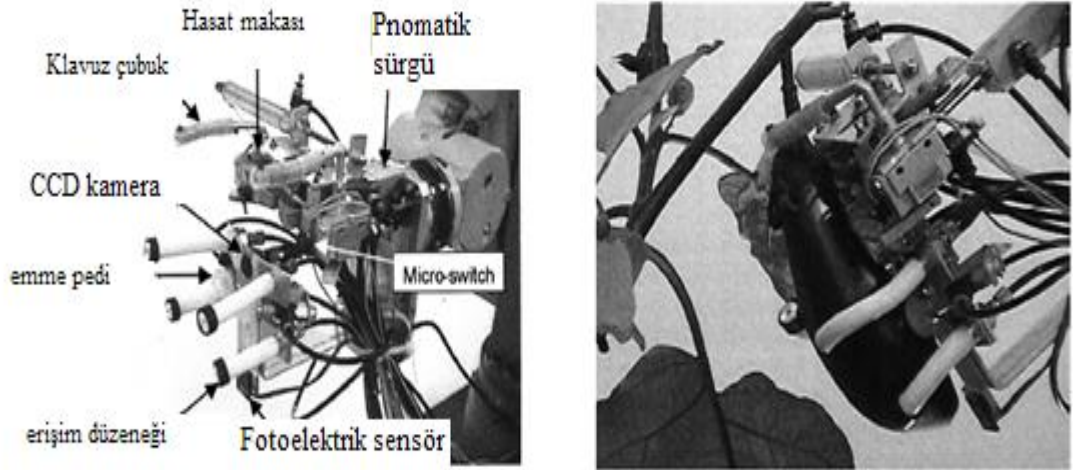 Hasat makası
Pnomatik
sürgü
Klavuz çubuk
CCD kamera
emme pedi
Micro-switch
erişim düzeneği
Fotoelektrik sensör